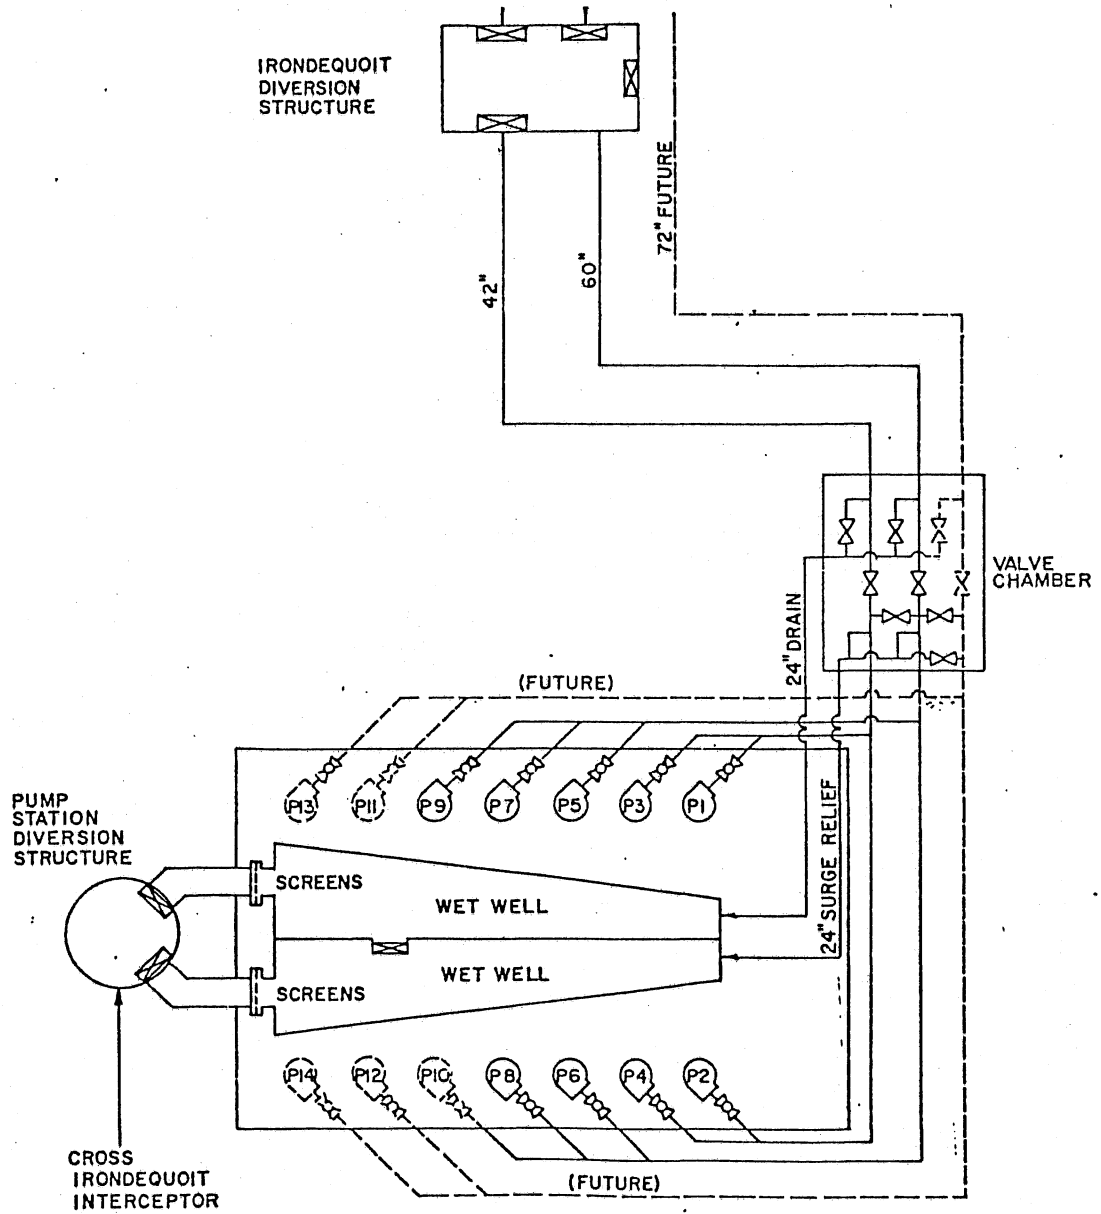 IRONDEQUOIT
DIVERSION
STRUCTURE
72" FUTURE
42"
60"
VALVE
CHAMBER
24" DRAIN
(FUTURE)
P13
P11
P9
P7
P5
P3
P1
PUMP
STATION
DIVERSION
STRUCTURE
24" SURGE RELIEF
SCREENS
WET WELL
WET WELL
SCREENS
P14
P12
P10
P8
P6
P4
P2
CROSS
IRONDEQUOIT
INTERCEPTOR
(FUTURE)